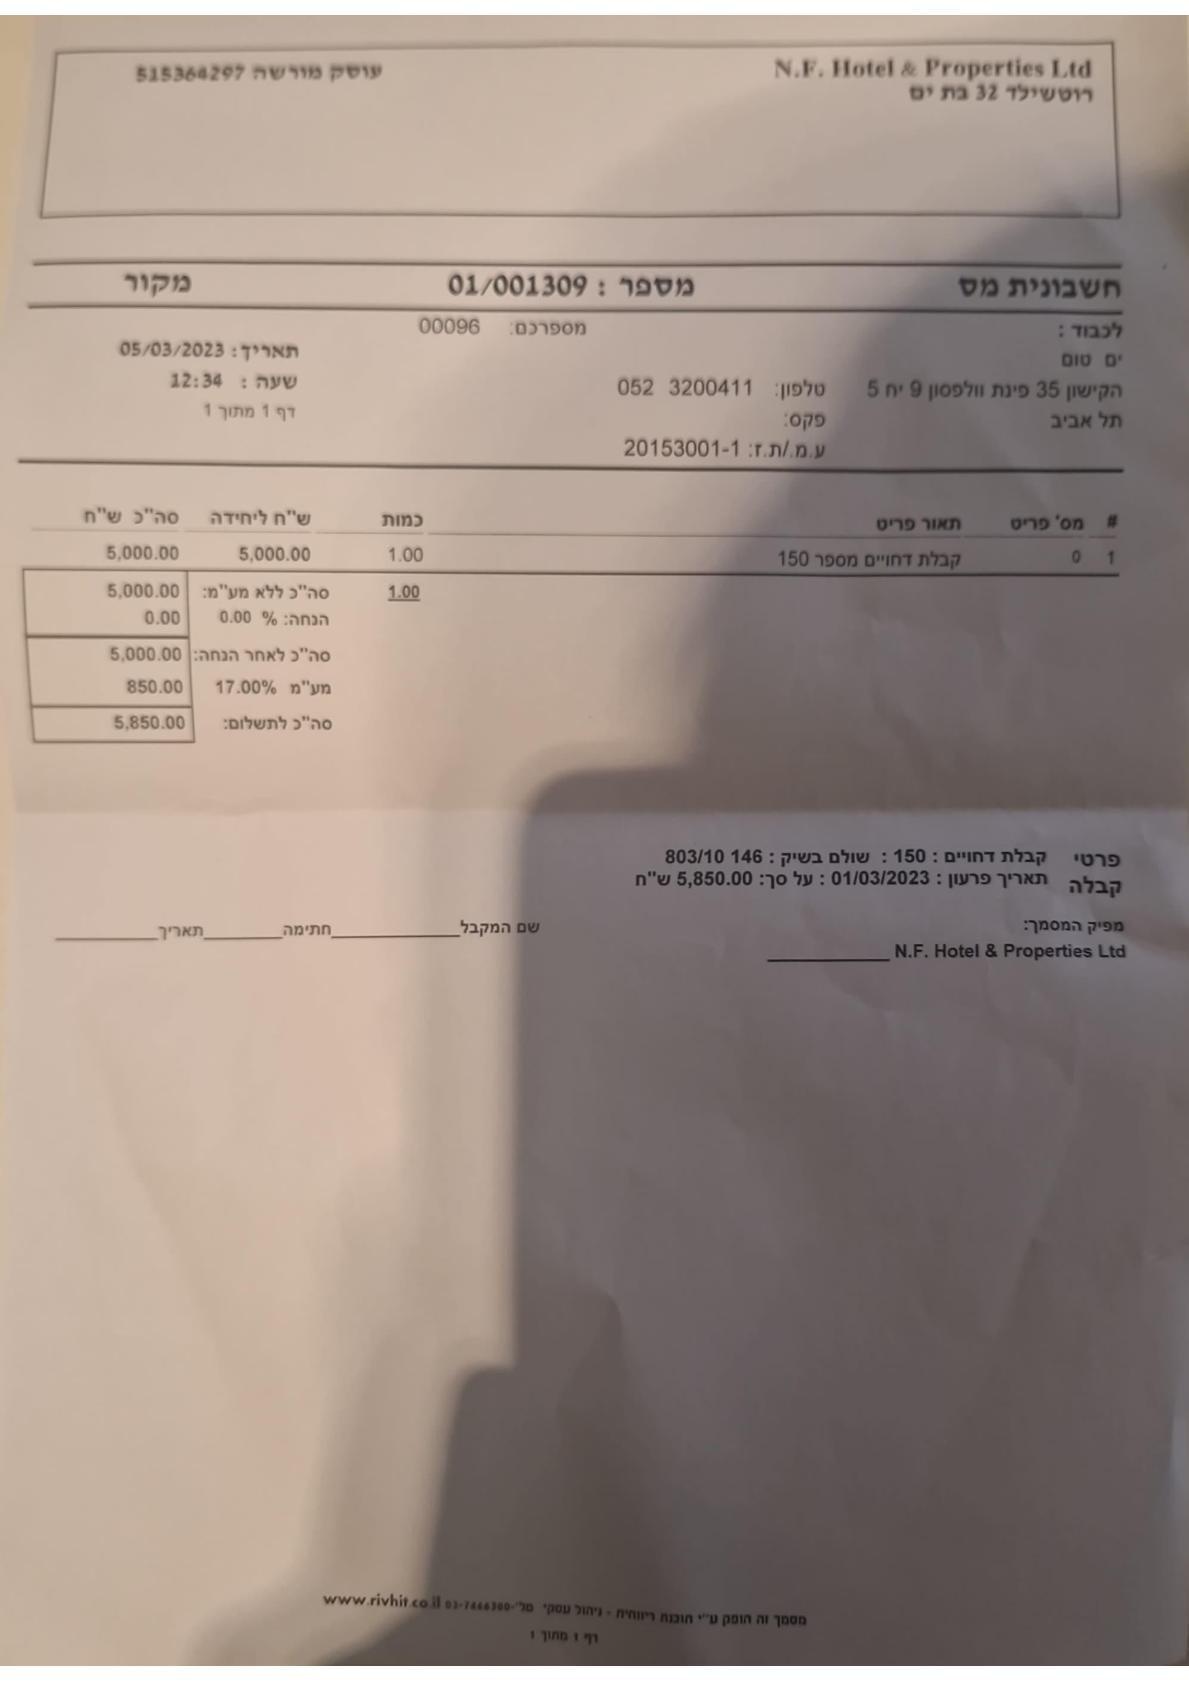 N.F. Hotel & Properties Ltd עוסק מורשה 515364297
רוטשילד 32 בת ים
חשבונית מס מספר : 01/001309 מקור
לכבוד : מספרכם: 00096
ים טום תאריך: 05/03/2023
הקישון 35 פינת וולפסון 9 יח 5 טלפון: 052 3200411 שעה : 12:34
תל אביב פקס: דף 1 מתוך 1
ע.מ./ת.ז: 20153001-1
# מס' פריט תאור פריט כמות ש"ח ליחידה סה"כ ש"ח
1 0 קבלת דחויים מספר 150 1.00 5,000.00 5,000.00
1.00 סה"כ ללא מע"מ: 5,000.00
הנחה: % 0.00 0.00
סה"כ לאחר הנחה: 5,000.00
מע"מ 17.00% 850.00
סה"כ לתשלום: 5,850.00
פרטי קבלת דחויים : 150 : שולם בשיק : 146 803/10
קבלה תאריך פרעון : 01/03/2023 : על סך: 5,850.00 ש"ח
מפיק המסמך: שם המקבל____________חתימה________תאריך__________
N.F. Hotel & Properties Ltd ____________
מסמך זה הופק ע"י תוכנת ריווחית - ניהול עסקי טל'-03-7466300 www.rivhit.co.il
דף 1 מתוך 1